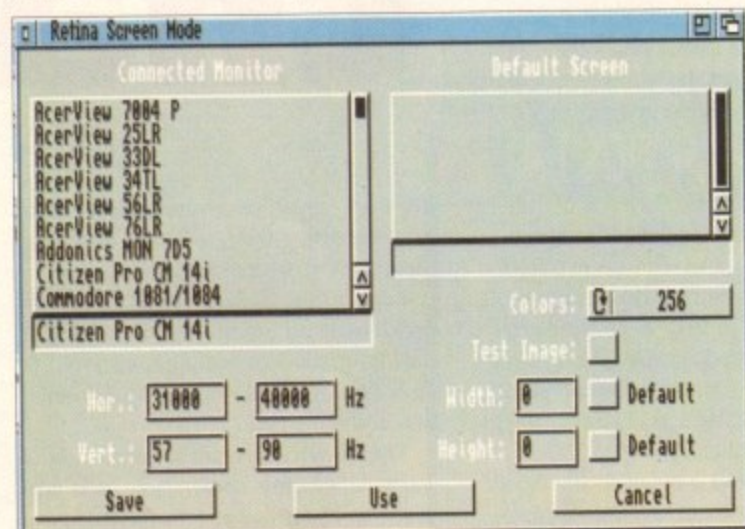 Retina Screen Mode
Connected Monitor
AcerView 7004 P
AcerView 25LR
AcerView 33DL
AcerView 34TL
AcerView 56LR
AcerView 76LR
Addonics MON 7D5
Citizen Pro CM 14i
Commodore 1081/1084
Citizen Pro CM 14i
Hor.: 31000 - 40000 Hz
Vert.: 57 - 90 Hz
Default Screen
Colors: 256
Test Image:
Width: 0 Default
Height: 0 Default
Save Use Cancel